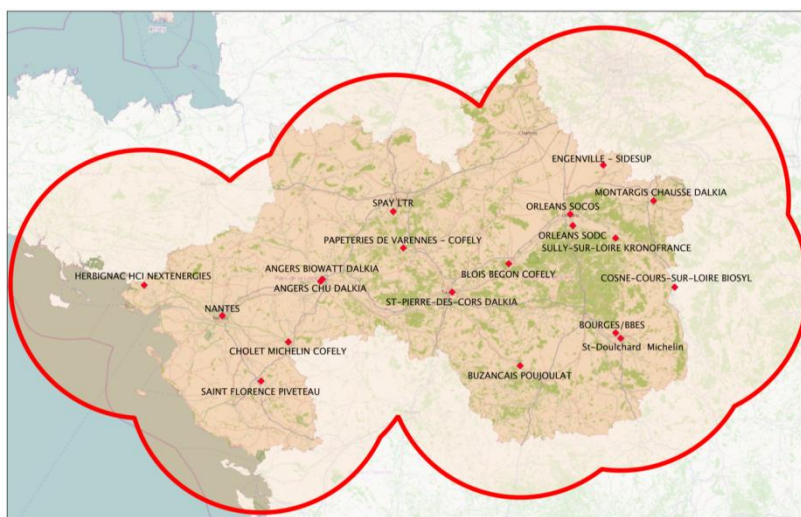 ENGENVILLE - SIDESUP
MONTARGIS CHAUSSE DALKIA
SPAY LTR
ORLEANS SOCOS
ORLEANS SODC
SULLY-SUR-LOIRE KRONOFRANCE
PAPETERIES DE VARENNES - COFELY
BLOIS BEGON COFELY
ANGERS BIOWATT DALKIA
HERBIGNAC HCI NEXTENERGIES
ANGERS CHU DALKIA
COSNE-COURS-SUR-LOIRE BIOSYL
ST-PIERRE-DES-CORS DALKIA
NANTES
BOURGES/BBES
St-Doulchard Michelin
CHOLET MICHELIN COFELY
BUZANCAIS POUJOULAT
SAINT FLORENCE PIVETEAU